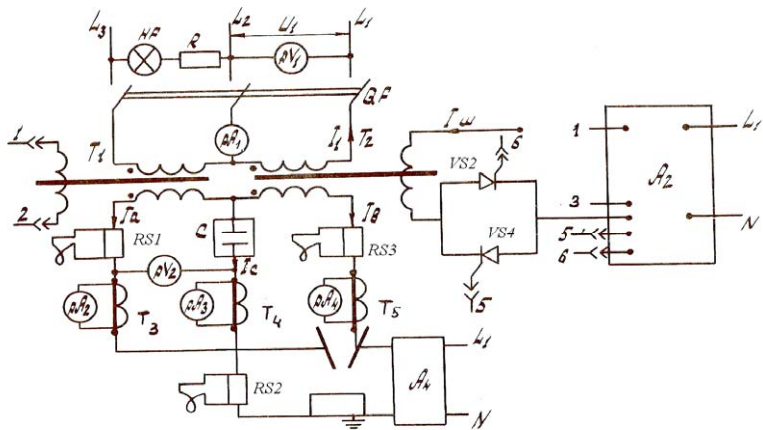 L3 HF R L2 U1 L1
pV1
QF
1 T1 pA1 I1 T2 Iш 6 VS2
1 A2 L1
2 Ia RS1 C Iв RS3 VS4 3
5
6 N
pV2 Ic 5
pA2 T3 pA3 T4 pA4 T5
L1
A4
RS2 N